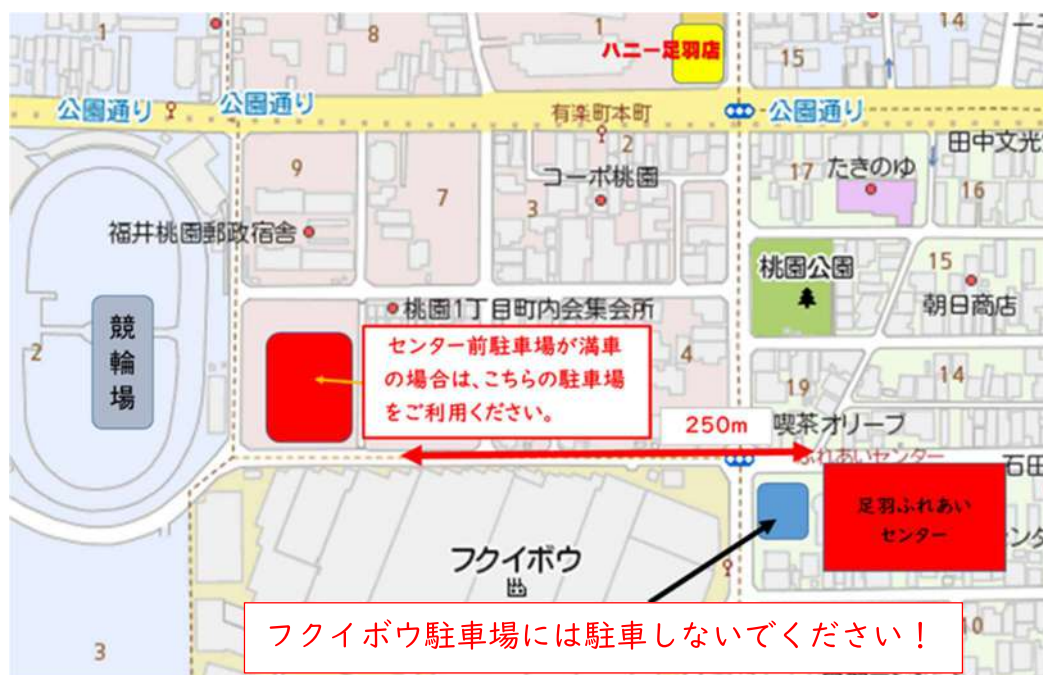 1
8
1
14
ハニー足羽店
15
公園通り
公園通り
有楽町本町
公園通り
2
田中文光
9
コーポ桃園
17
たきのゆ
7
3
16
福井桃園郵政宿舎
桃園公園
15
桃園1丁目町内会集会所
朝日商店
競
輪
場
2
センター前駐車場が満車
の場合は、こちらの駐車場
をご利用ください。
4
19
14
250m
喫茶オリーブ
ふれあいセンター
石田
足羽ふれあい
センター
フクイボウ
ンタ
フクイボウ駐車場には駐車しないでください！
10
3